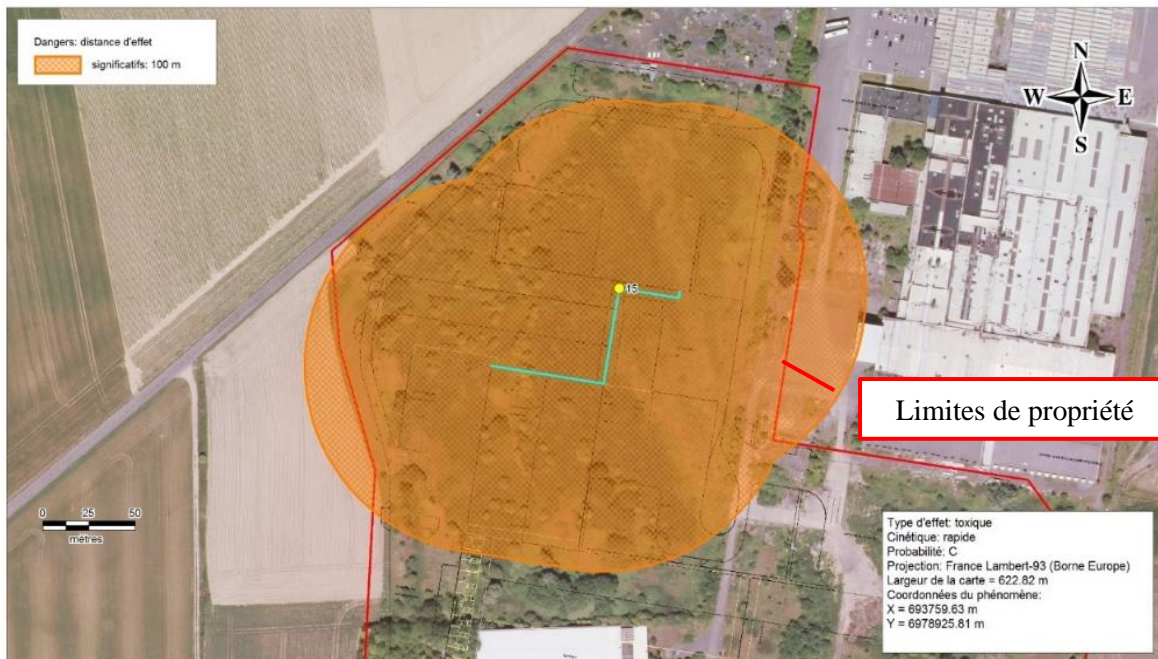 Dangers: distance d'effet
significatifs: 100 m
N
W E
S
15
Limites de propriété
0 25 50
mètres
Type d'effet: toxique
Cinétique: rapide
Probabilité: C
Projection: France Lambert-93 (Borne Europe)
Largeur de la carte = 622.82 m
Coordonnées du phénomène:
X = 693759.63 m
Y = 6978925.81 m